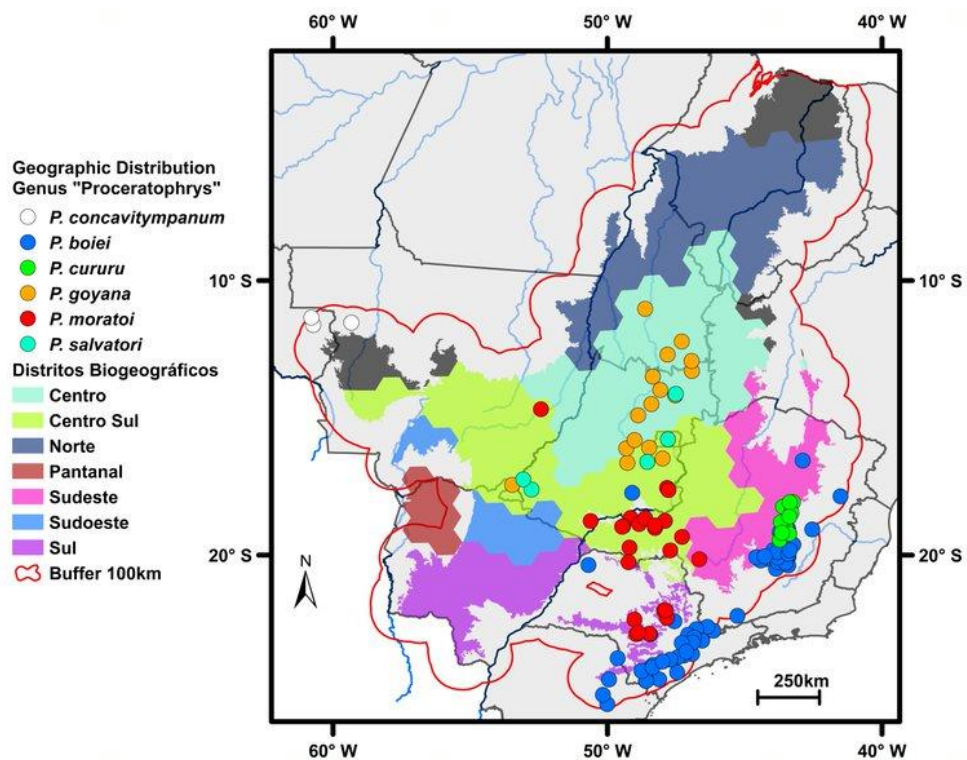 60° W 50° W 40° W
Geographic Distribution
Genus "Proceratophrys"
P. concavitympanum
P. boiei
P. cururu
P. goyana
P. moratoi
P. salvatori
Distritos Biogeográficos
Centro
Centro Sul
Norte
Pantanal
Sudeste
Sudoeste
Sul
Buffer 100km
10° S
10° S
20° S
20° S
N
250km
60° W 50° W 40° W